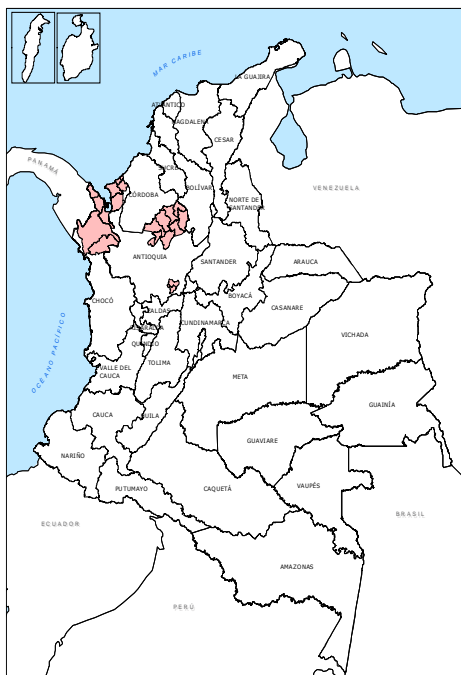 MAR CARIBE
LA GUAJIRA
ATLÁNTICO
MAGDALENA
CESAR
PANAMÁ
SUCRE
CÓRDOBA
BOLÍVAR
VENEZUELA
NORTE DE
SANTANDER
ANTIOQUIA
SANTANDER
ARAUCA
CHOCÓ
BOYACÁ
CALDAS
CASANARE
RISARALDA
CUNDINAMARCA
OCÉANO PACÍFICO
QUINDÍO
VICHADA
VALLE DEL
CAUCA
TOLIMA
META
GUAINÍA
CAUCA
HUILA
GUAVIARE
NARIÑO
PUTUMAYO
CAQUETÁ
VAUPÉS
ECUADOR
BRASIL
AMAZONAS
PERÚ